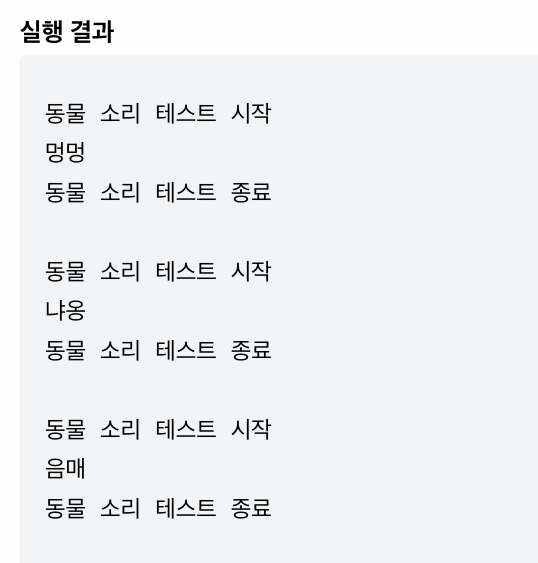 실행 결과
동물 소리 테스트 시작
멍멍
동물 소리 테스트 종료
동물 소리 테스트 시작
냐옹
동물 소리 테스트 종료
동물 소리 테스트 시작
음매
동물 소리 테스트 종료